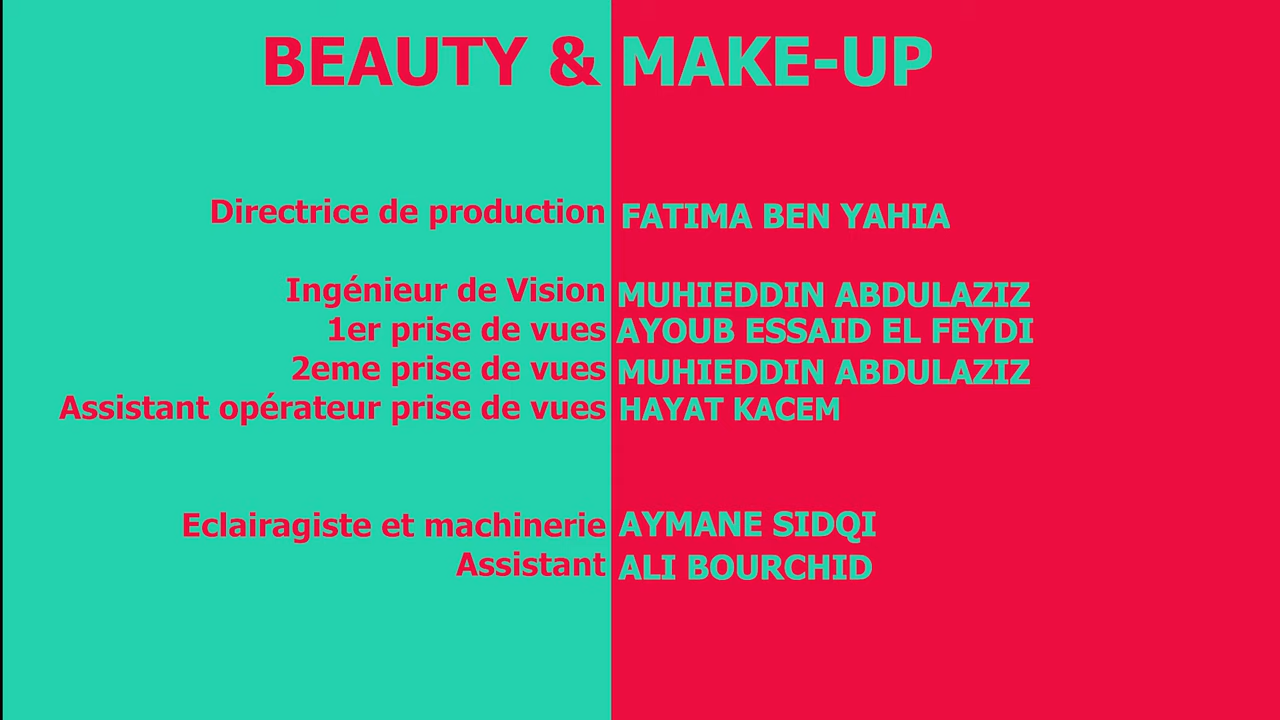 BEAUTY & MAKE-UP
Directrice de production FATIMA BEN YAHIA
Ingénieur de Vision MUHIEDDIN ABDULAZIZ
1er prise de vues AYOUB ESSAID EL FEYDI
2eme prise de vues MUHIEDDIN ABDULAZIZ
Assistant opérateur prise de vues HAYAT KACEM
Eclairagiste et machinerie AYMANE SIDQI
Assistant ALI BOURCHID